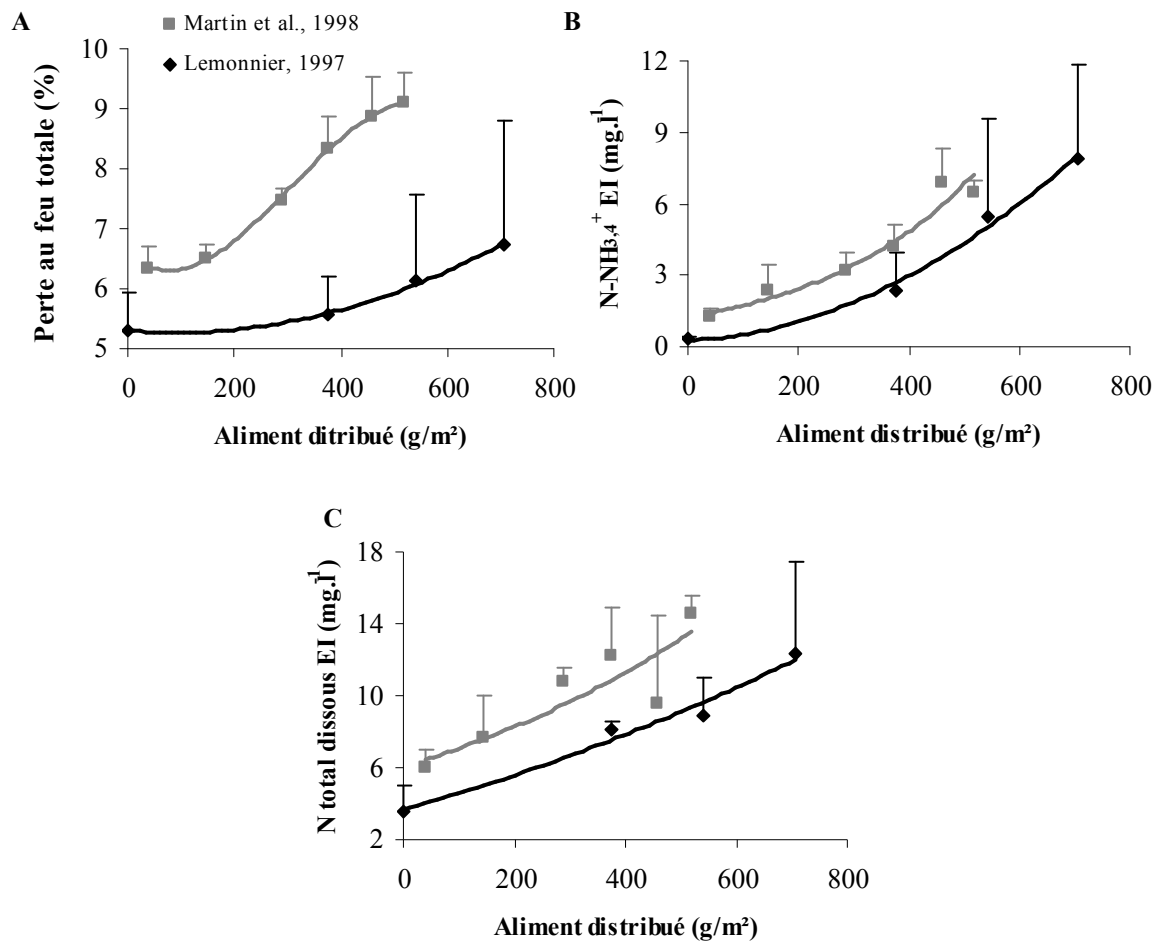 A
Martin et al., 1998
Lemonnier, 1997
Perte au feu totale (%)
10
9
8
7
6
5
0 200 400 600 800
Aliment ditribué (g/m²)
B
N-NH3,4+ EI (mg.l-1)
12
9
6
3
0
0 200 400 600 800
Aliment distribué (g/m²)
C
N total dissous EI (mg.l-1)
18
14
10
6
2
0 200 400 600 800
Aliment distribué (g/m²)